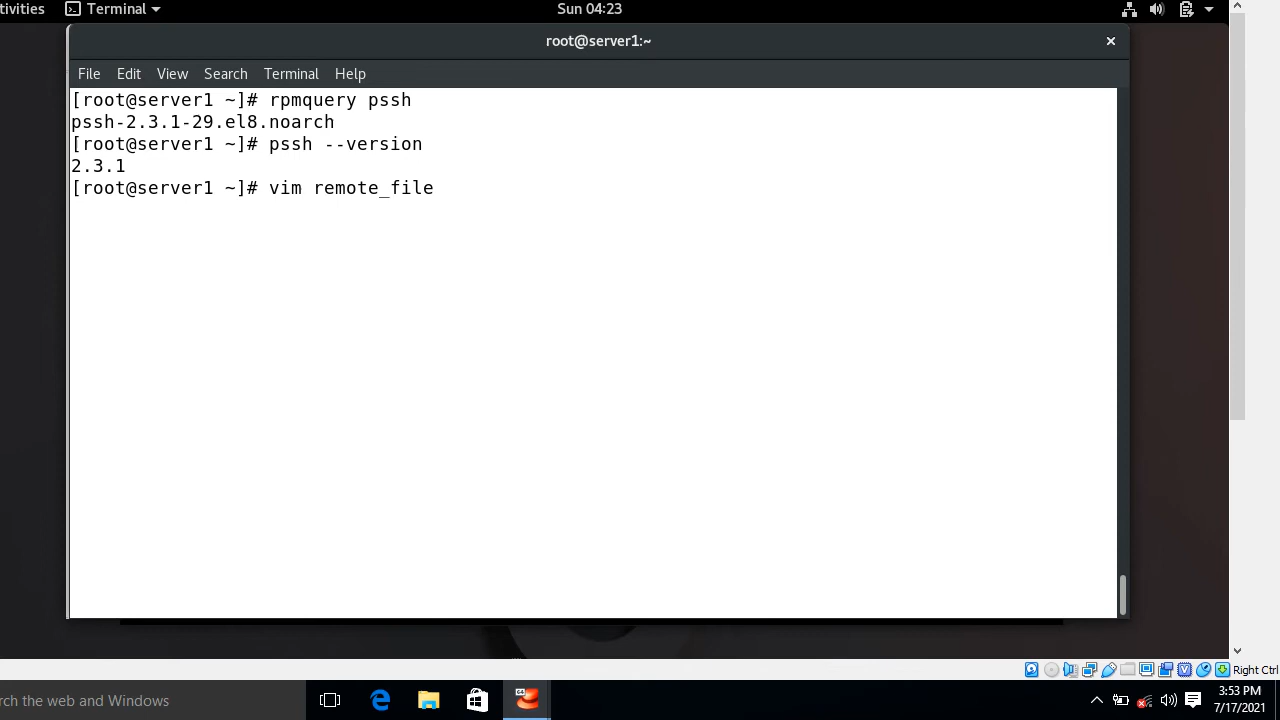 tivities Terminal Sun 04:23
root@server1:~ ×
File Edit View Search Terminal Help
[root@server1 ~]# rpmquery pssh
pssh-2.3.1-29.el8.noarch
[root@server1 ~]# pssh --version
2.3.1
[root@server1 ~]# vim remote_file
Right Ctrl
rch the web and Windows
3:53 PM
7/17/2021